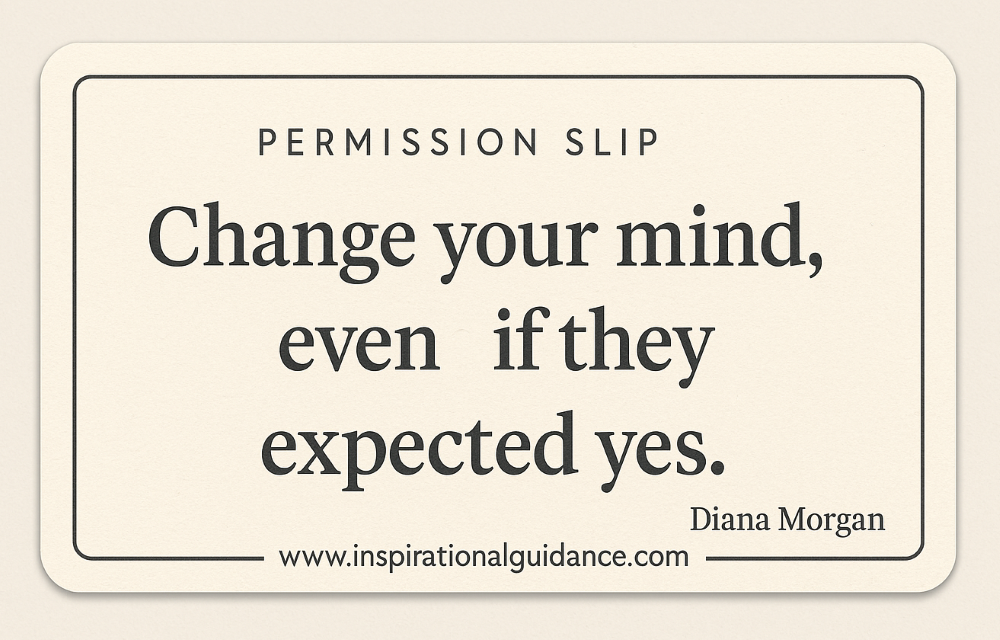 PERMISSION SLIP
Change your mind,
even if they
expected yes.
Diana Morgan
www.inspirationalguidance.com